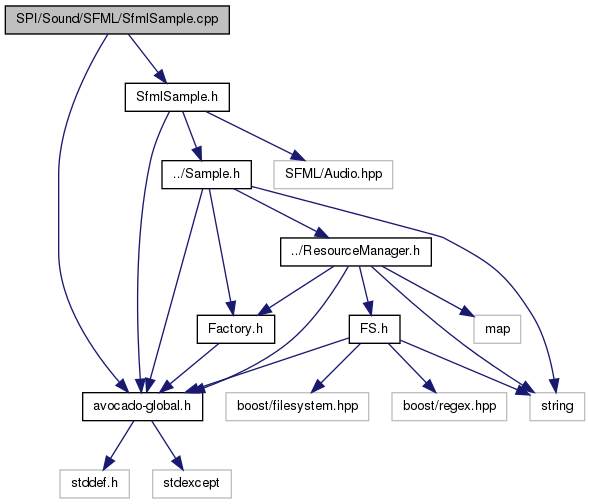 SPI/Sound/SFML/SfmlSample.cpp
SfmlSample.h
../Sample.h
SFML/Audio.hpp
../ResourceManager.h
Factory.h
FS.h
map
avocado-global.h
boost/filesystem.hpp
boost/regex.hpp
string
stddef.h
stdexcept